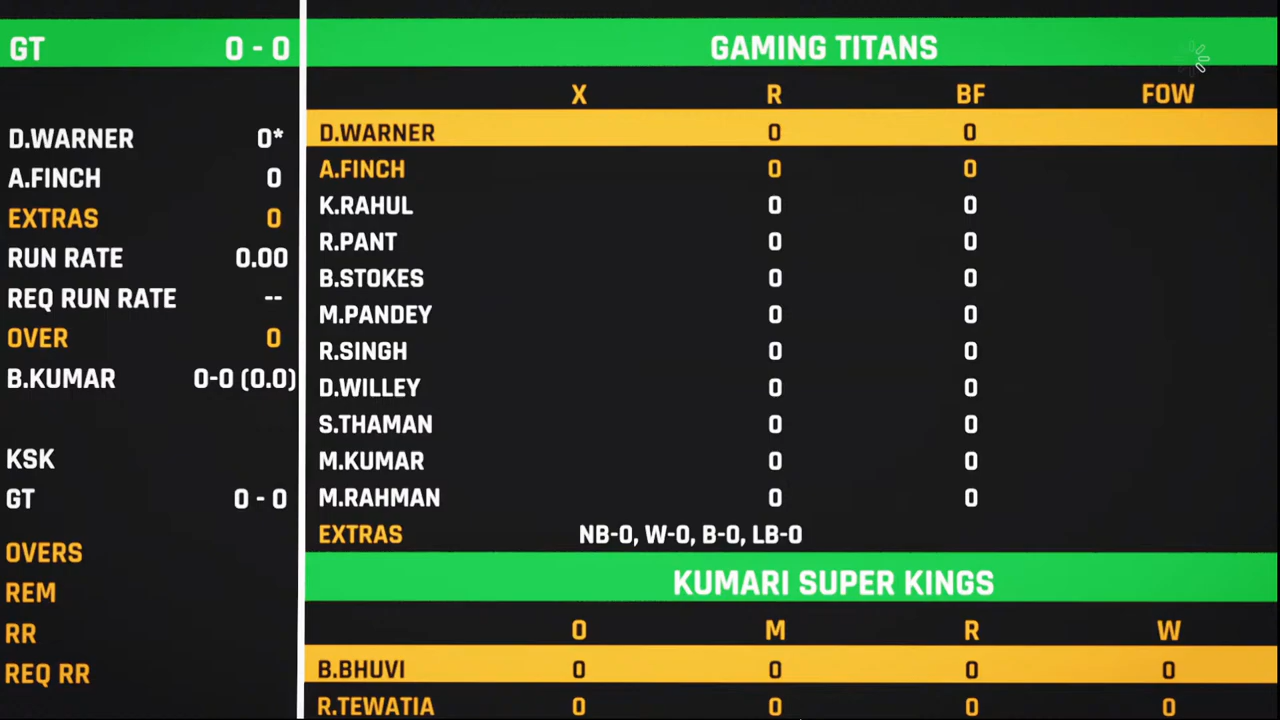 GT 0 - 0
D.WARNER 0*
A.FINCH 0
EXTRAS 0
RUN RATE 0.00
REQ RUN RATE --
OVER 0
B.KUMAR 0-0 (0.0)
KSK
GT 0 - 0
OVERS
REM
RR
REQ RR
GAMING TITANS
X R BF FOW
D.WARNER 0 0
A.FINCH 0 0
K.RAHUL 0 0
R.PANT 0 0
B.STOKES 0 0
M.PANDEY 0 0
R.SINGH 0 0
D.WILLEY 0 0
S.THAMAN 0 0
M.KUMAR 0 0
M.RAHMAN 0 0
EXTRAS NB-0, W-0, B-0, LB-0
KUMARI SUPER KINGS
O M R W
B.BHUVI 0 0 0 0
R.TEWATIA 0 0 0 0